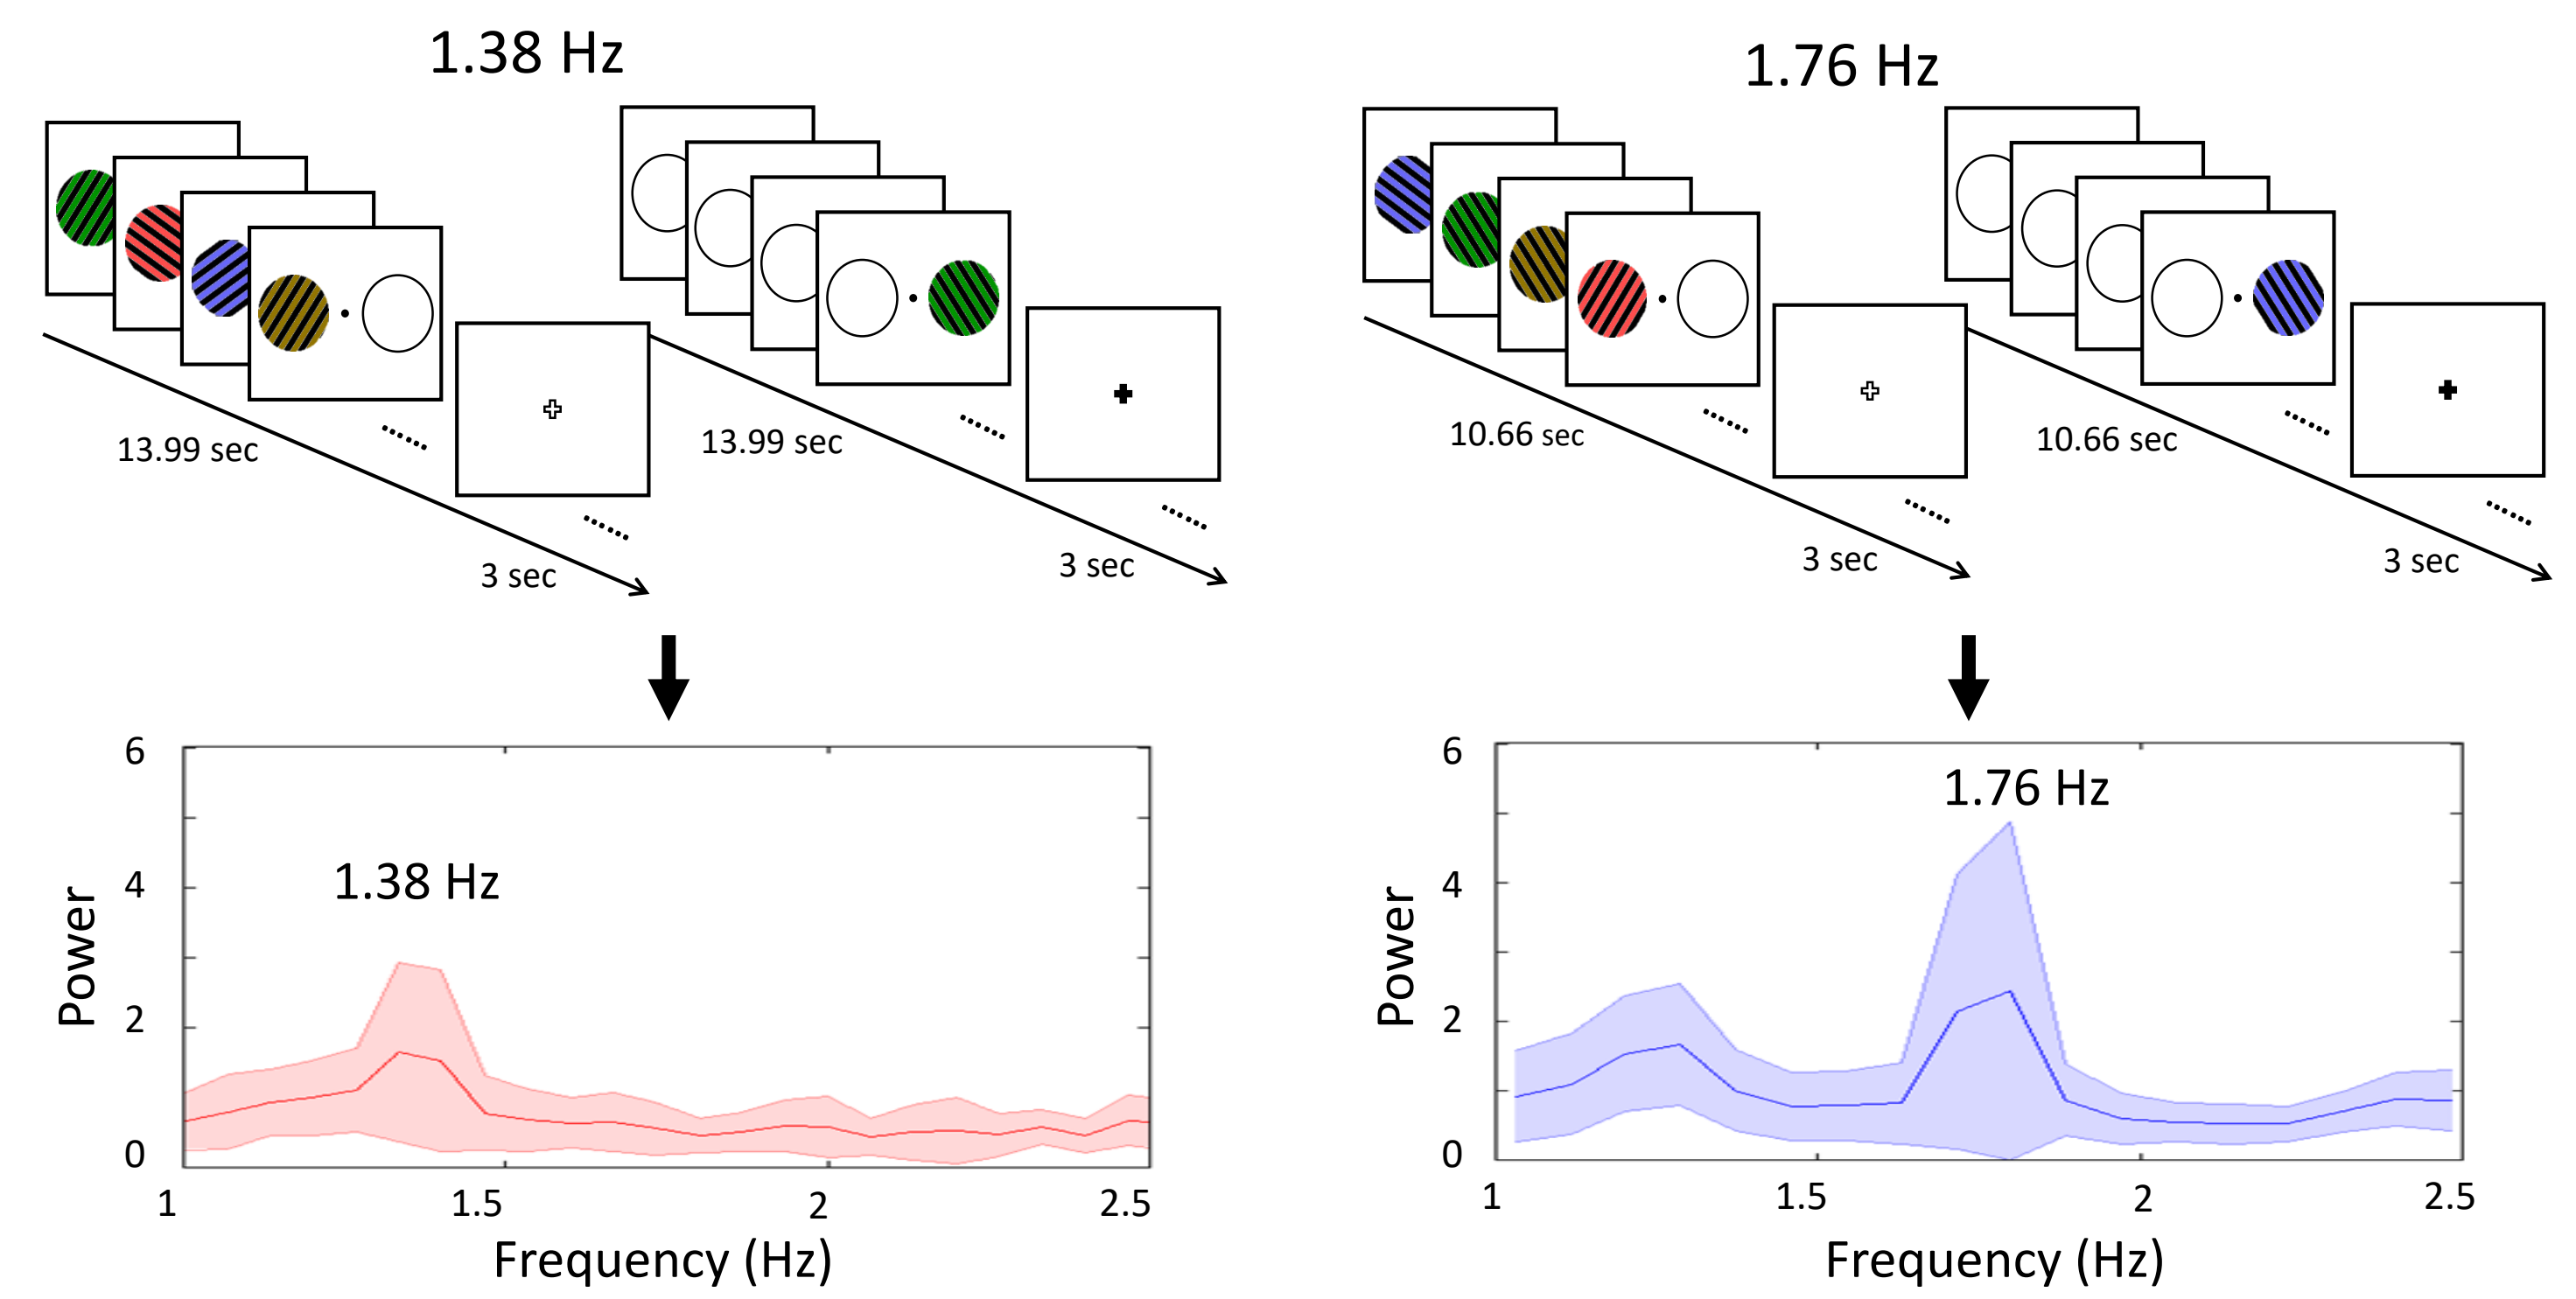 1.38 Hz
13.99 sec
3 sec
13.99 sec
3 sec
1.76 Hz
10.66 sec
3 sec
10.66 sec
3 sec
6
4
2
0
Power
1.38 Hz
1
1.5
2
2.5
Frequency (Hz)
6
4
2
0
Power
1.76 Hz
1
1.5
2
2.5
Frequency (Hz)